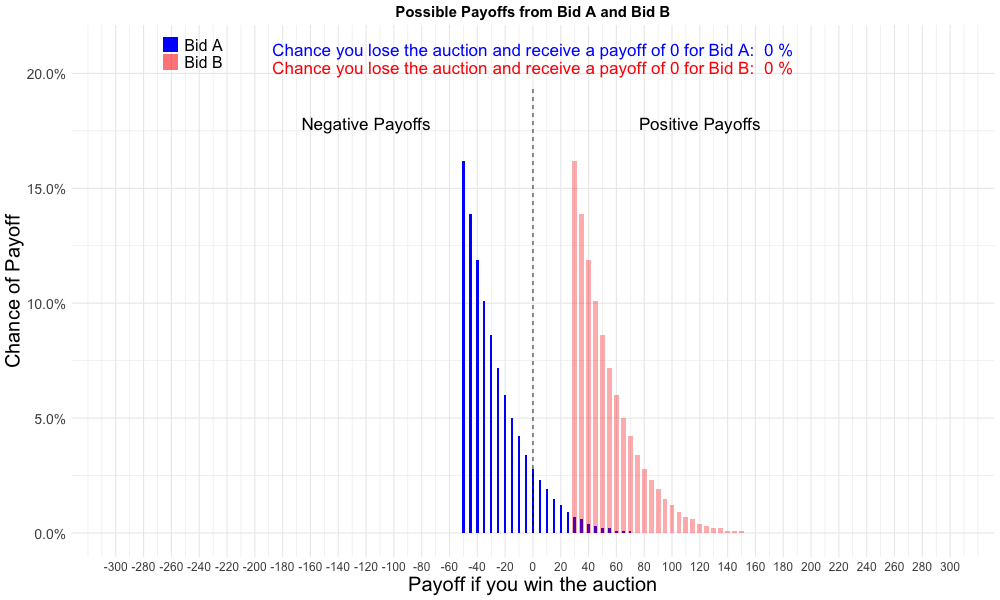 Possible Payoffs from Bid A and Bid B
Bid A
Bid B
Chance you lose the auction and receive a payoff of 0 for Bid A:  0 %
Chance you lose the auction and receive a payoff of 0 for Bid B:  0 %
Negative Payoffs
Positive Payoffs
Chance of Payoff
20.0%
15.0%
10.0%
5.0%
0.0%
-300 -280 -260 -240 -220 -200 -180 -160 -140 -120 -100 -80 -60 -40 -20 0 20 40 60 80 100 120 140 160 180 200 220 240 260 280 300
Payoff if you win the auction